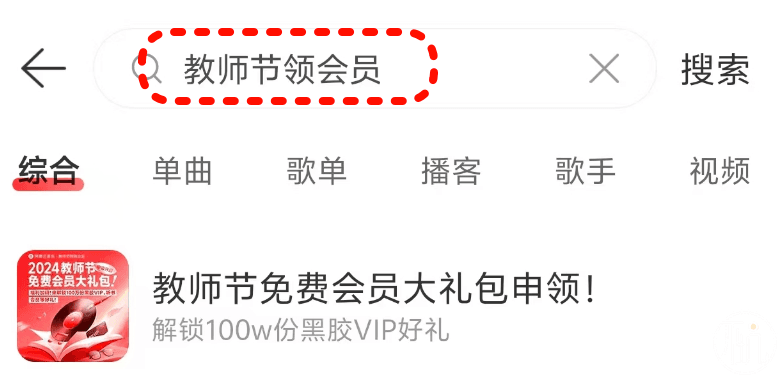 教师节领会员
搜索
综合
单曲
歌单
播客
歌手
视频
2024教师节
免费会员大礼包!
教师节免费会员大礼包申领!
解锁100w份黑胶VIP好礼